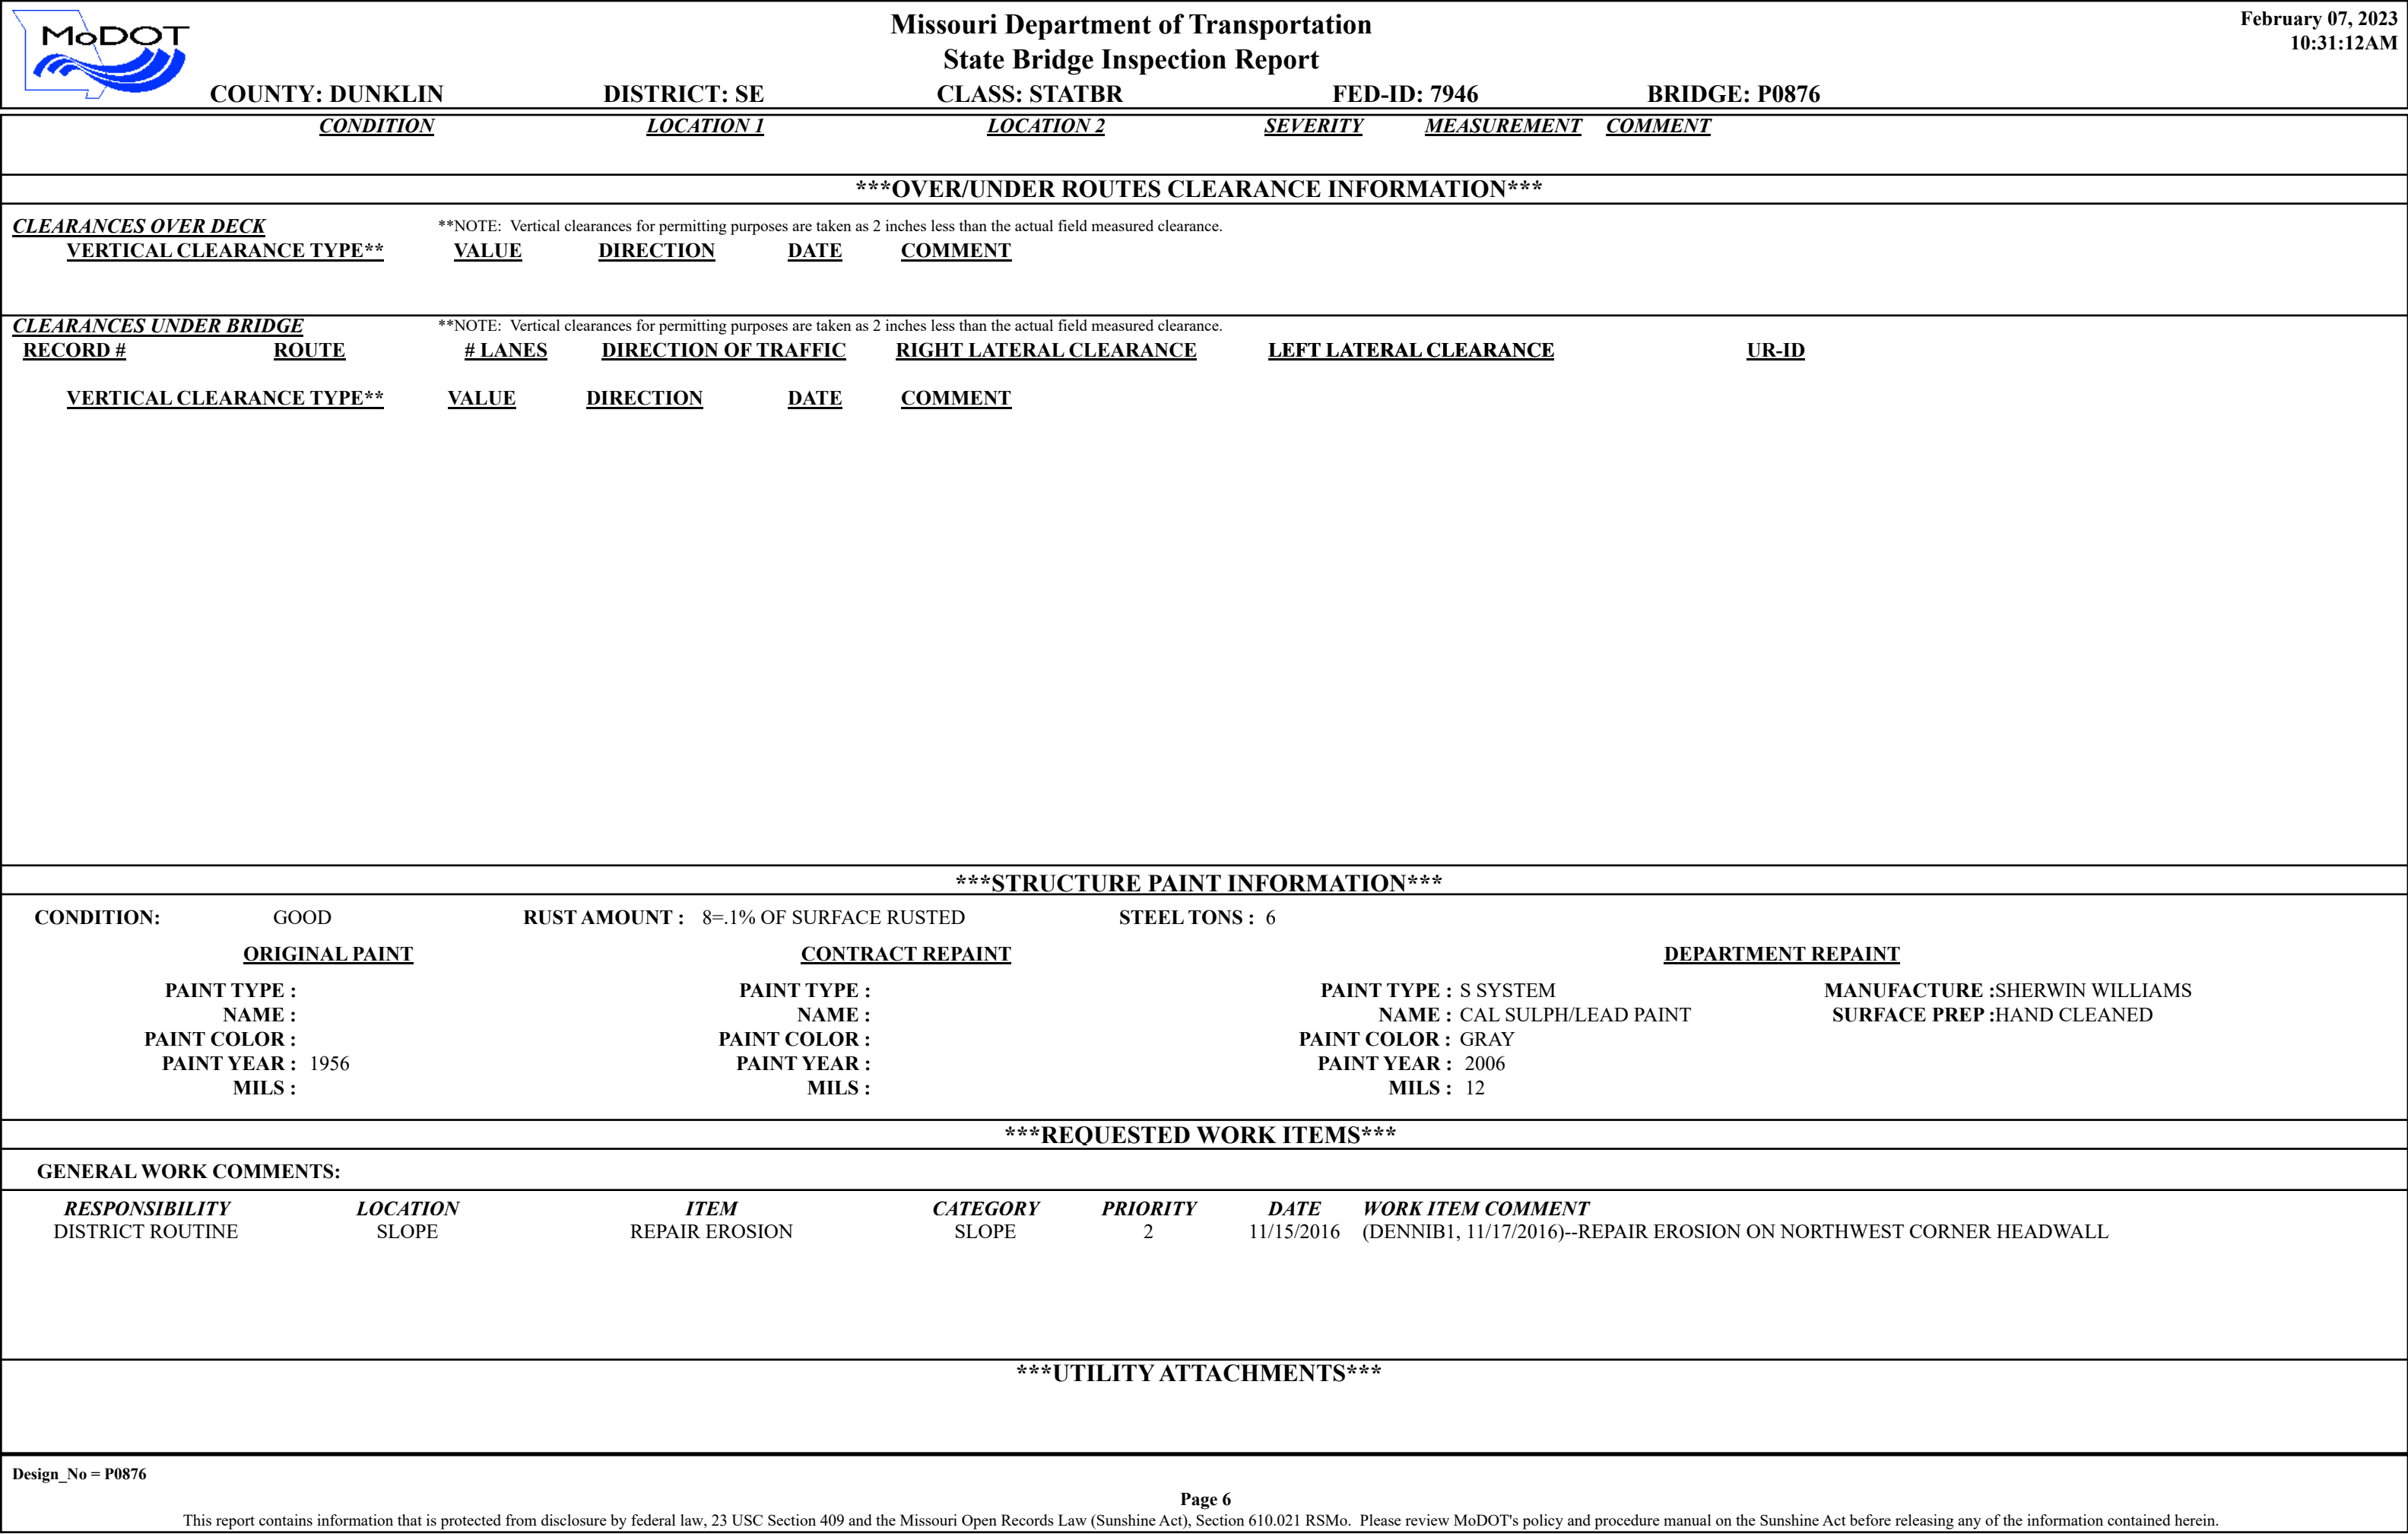 MoDOT
Missouri Department of Transportation
State Bridge Inspection Report
February 07, 2023
10:31:12AM
COUNTY: DUNKLIN DISTRICT: SE CLASS: STATBR FED-ID: 7946 BRIDGE: P0876
CONDITION LOCATION 1 LOCATION 2 SEVERITY MEASUREMENT COMMENT
***OVER/UNDER ROUTES CLEARANCE INFORMATION***
CLEARANCES OVER DECK **NOTE: Vertical clearances for permitting purposes are taken as 2 inches less than the actual field measured clearance.
VERTICAL CLEARANCE TYPE** VALUE DIRECTION DATE COMMENT
CLEARANCES UNDER BRIDGE **NOTE: Vertical clearances for permitting purposes are taken as 2 inches less than the actual field measured clearance.
RECORD # ROUTE # LANES DIRECTION OF TRAFFIC RIGHT LATERAL CLEARANCE LEFT LATERAL CLEARANCE UR-ID
VERTICAL CLEARANCE TYPE** VALUE DIRECTION DATE COMMENT
***STRUCTURE PAINT INFORMATION***
CONDITION: GOOD RUST AMOUNT : 8=.1% OF SURFACE RUSTED STEEL TONS : 6
ORIGINAL PAINT CONTRACT REPAINT DEPARTMENT REPAINT
PAINT TYPE : PAINT TYPE : PAINT TYPE : S SYSTEM MANUFACTURE :SHERWIN WILLIAMS
NAME : NAME : NAME : CAL SULPH/LEAD PAINT SURFACE PREP :HAND CLEANED
PAINT COLOR : PAINT COLOR : PAINT COLOR : GRAY
PAINT YEAR : 1956 PAINT YEAR : PAINT YEAR : 2006
MILS : MILS : MILS : 12
***REQUESTED WORK ITEMS***
GENERAL WORK COMMENTS:
RESPONSIBILITY LOCATION ITEM CATEGORY PRIORITY DATE WORK ITEM COMMENT
DISTRICT ROUTINE SLOPE REPAIR EROSION SLOPE 2 11/15/2016 (DENNIB1, 11/17/2016)--REPAIR EROSION ON NORTHWEST CORNER HEADWALL
***UTILITY ATTACHMENTS***
Design_No = P0876
Page 6
This report contains information that is protected from disclosure by federal law, 23 USC Section 409 and the Missouri Open Records Law (Sunshine Act), Section 610.021 RSMo. Please review MoDOT's policy and procedure manual on the Sunshine Act before releasing any of the information contained herein.